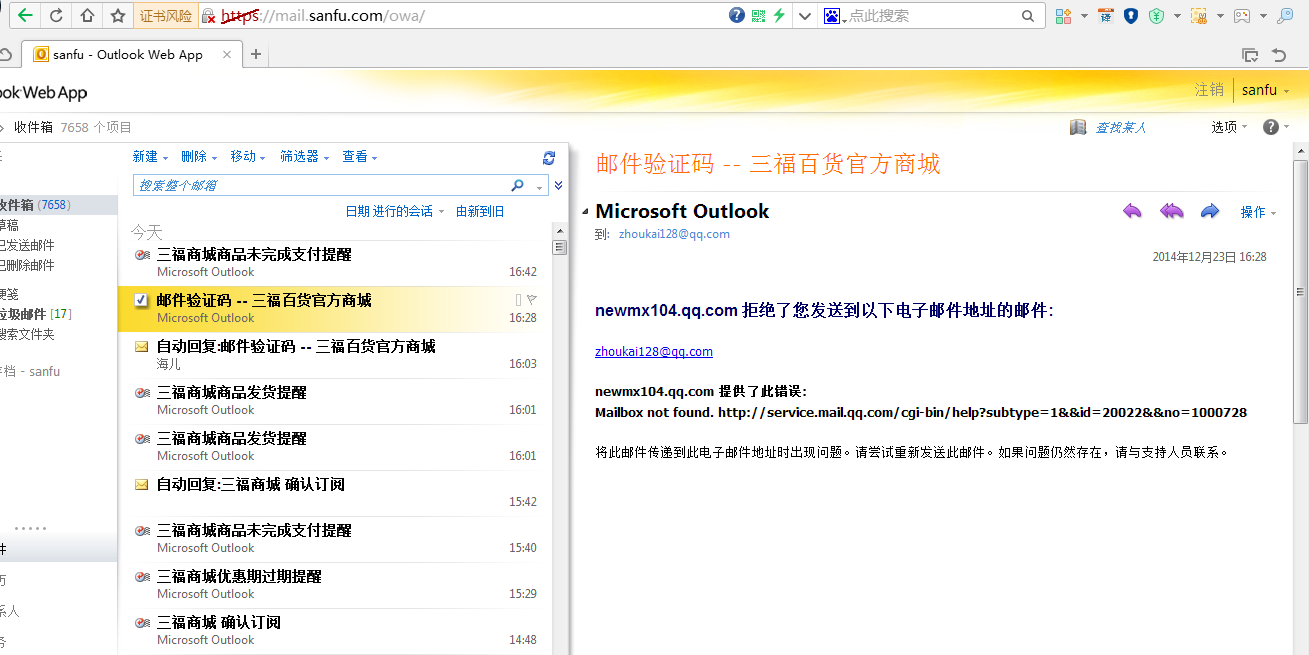 证书风险 https://mail.sanfu.com/owa/ 点此搜索
sanfu - Outlook Web App
ook Web App
注销 sanfu
收件箱 7658 个项目
查找某人 选项
新建 删除 移动 筛选器 查看
搜索整个邮箱
日期 进行的会话 由新到旧
收件箱 (7658)
草稿
已发送邮件
已删除邮件
便笺
垃圾邮件 [17]
搜索文件夹
存档 - sanfu
件
历
系人
务
今天
三福商城商品未完成支付提醒
Microsoft Outlook 16:42
邮件验证码 -- 三福百货官方商城
Microsoft Outlook 16:28
自动回复:邮件验证码 -- 三福百货官方商城
海儿 16:03
三福商城商品发货提醒
Microsoft Outlook 16:01
三福商城商品发货提醒
Microsoft Outlook 16:01
自动回复:三福商城 确认订阅
15:42
三福商城商品未完成支付提醒
Microsoft Outlook 15:40
三福商城优惠期过期提醒
Microsoft Outlook 15:29
三福商城 确认订阅
Microsoft Outlook 14:48
邮件验证码 -- 三福百货官方商城
Microsoft Outlook
操作
到: zhoukai128@qq.com
2014年12月23日 16:28
newmx104.qq.com 拒绝了您发送到以下电子邮件地址的邮件:
zhoukai128@qq.com
newmx104.qq.com 提供了此错误:
Mailbox not found. http://service.mail.qq.com/cgi-bin/help?subtype=1&&id=20022&&no=1000728
将此邮件传递到此电子邮件地址时出现问题。请尝试重新发送此邮件。如果问题仍然存在，请与支持人员联系。